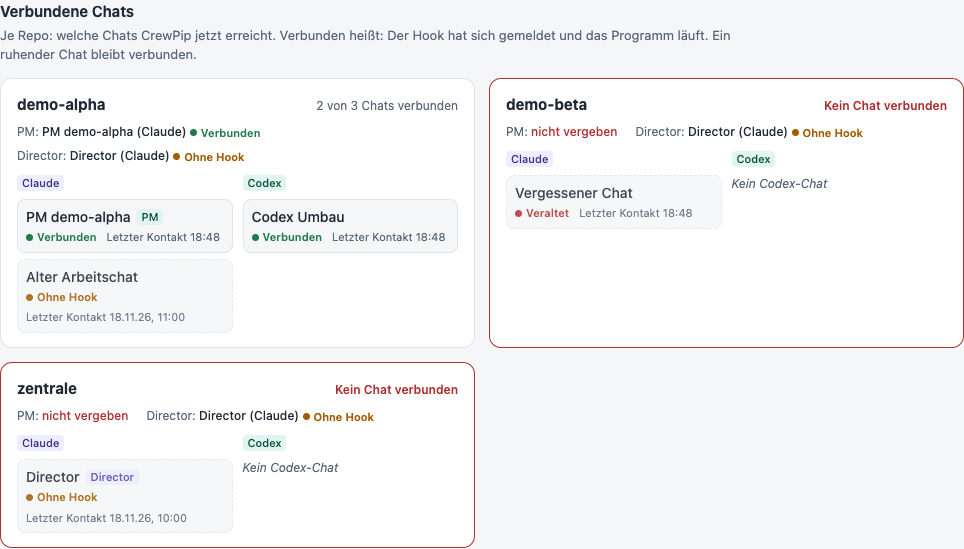 Verbundene Chats
Je Repo: welche Chats CrewPip jetzt erreicht. Verbunden heißt: Der Hook hat sich gemeldet und das Programm läuft. Ein
ruhender Chat bleibt verbunden.
demo-alpha
2 von 3 Chats verbunden
PM: PM demo-alpha (Claude) Verbunden
Director: Director (Claude) Ohne Hook
Claude
PM demo-alpha PM
Verbunden Letzter Kontakt 18:48
Alter Arbeitschat
Ohne Hook
Letzter Kontakt 18.11.26, 11:00
Codex
Codex Umbau
Verbunden Letzter Kontakt 18:48
demo-beta
Kein Chat verbunden
PM: nicht vergeben Director: Director (Claude) Ohne Hook
Claude
Vergessener Chat
Veraltet Letzter Kontakt 18:48
Codex
Kein Codex-Chat
zentrale
Kein Chat verbunden
PM: nicht vergeben Director: Director (Claude) Ohne Hook
Claude
Director Director
Ohne Hook
Letzter Kontakt 18.11.26, 10:00
Codex
Kein Codex-Chat